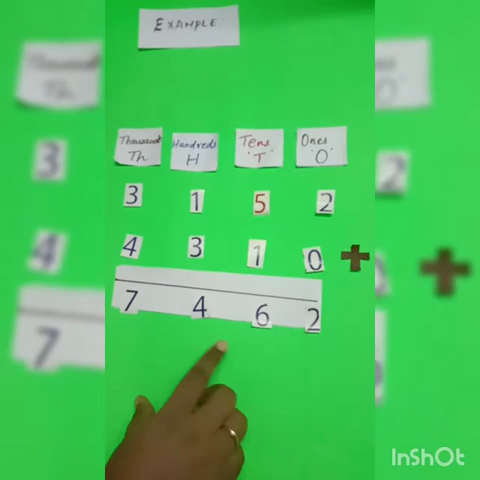 EXAMPLE
Thousand Hundreds Tens Ones
Th H 'T' 'O'
3 1 5 2
4 3 1 0 +
7 4 6 2
InShOt